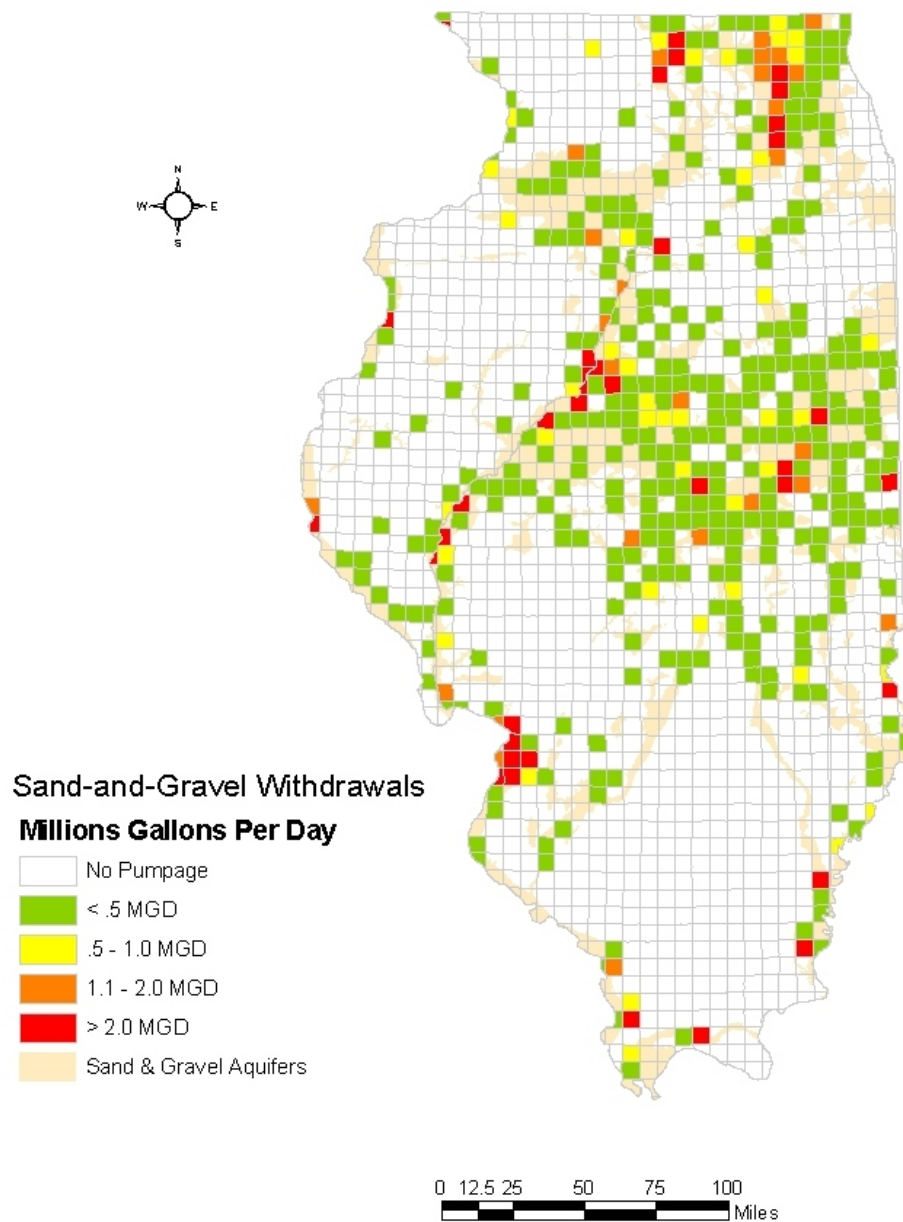 N
W E
S
Sand-and-Gravel Withdrawals
Millions Gallons Per Day
No Pumpage
< .5 MGD
.5 - 1.0 MGD
1.1 - 2.0 MGD
> 2.0 MGD
Sand & Gravel Aquifers
0 12.5 25 50 75 100
Miles